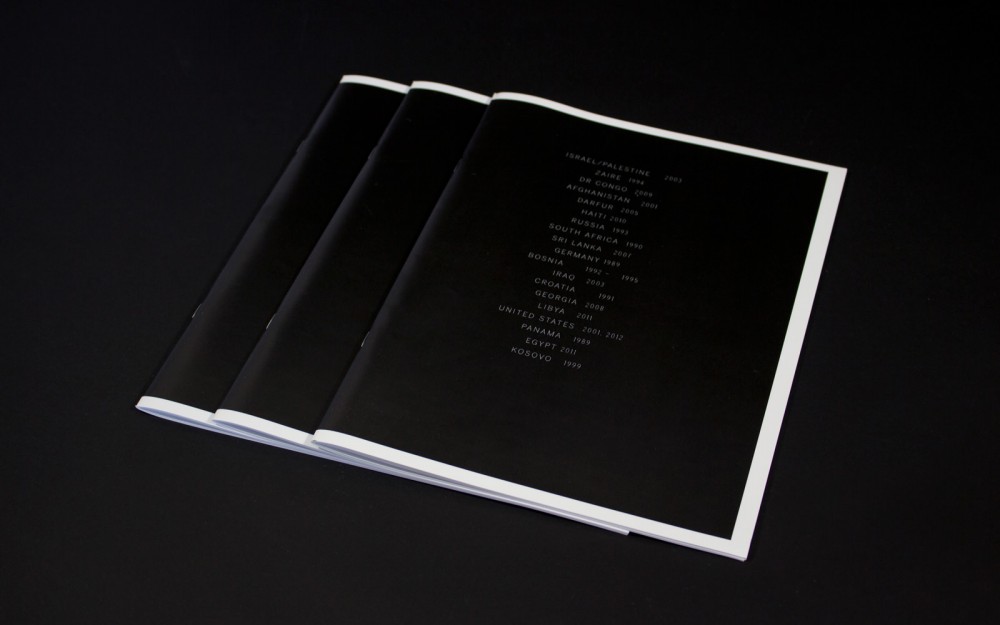 ISRAEL/PALESTINE 2003
ZAIRE 1994
DR CONGO 2009
AFGHANISTAN 2001
DARFUR 2005
HAITI 2010
RUSSIA 1993
SOUTH AFRICA 1990
SRI LANKA 2007
GERMANY 1989
BOSNIA 1992 - 1995
IRAQ 2003
CROATIA 1991
GEORGIA 2008
LIBYA 2011
UNITED STATES 2001, 2012
PANAMA 1989
EGYPT 2011
KOSOVO 1999